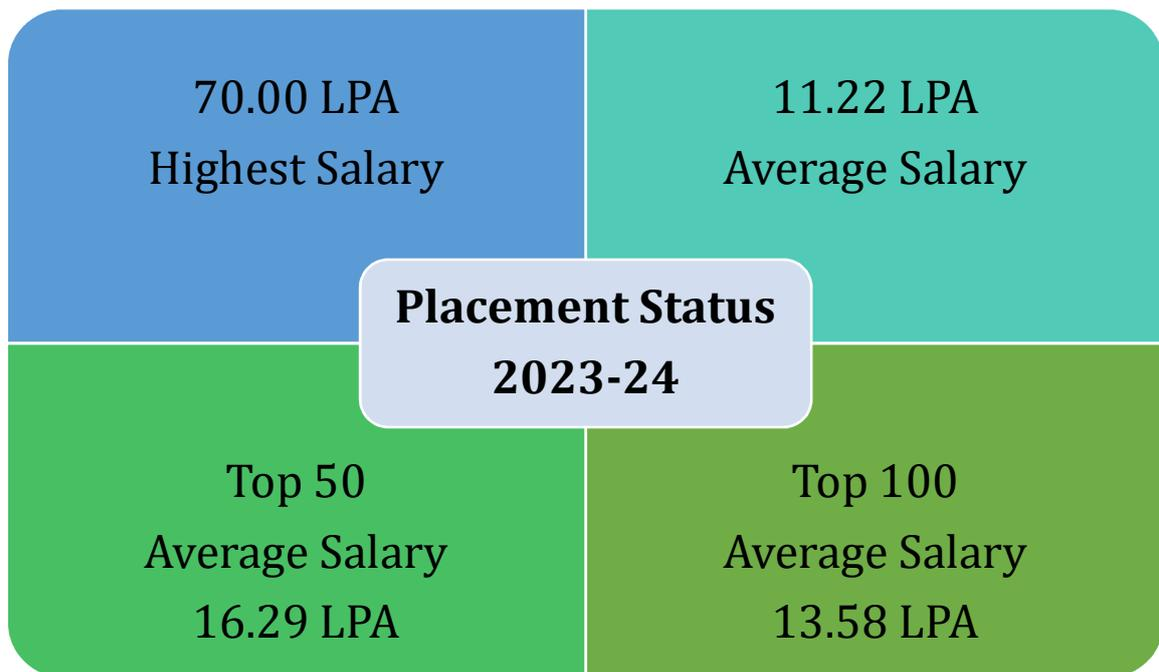 70.00 LPA
Highest Salary
11.22 LPA
Average Salary
Placement Status
2023-24
Top 50
Average Salary
16.29 LPA
Top 100
Average Salary
13.58 LPA